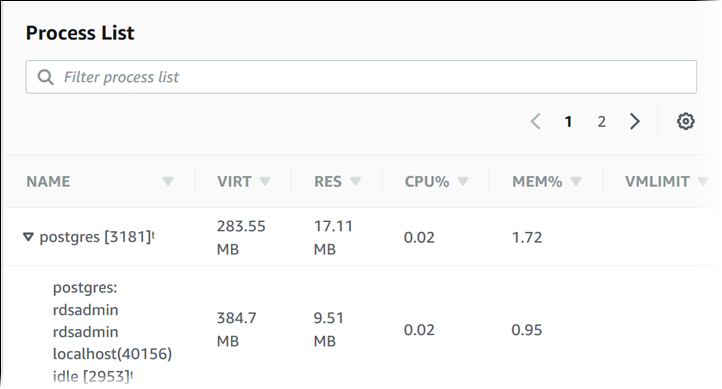 Process List
Filter process list
1 2
NAME VIRT RES CPU% MEM% VMLIMIT
283.55 17.11
postgres [3181]ᵗ 0.02 1.72
MB MB
postgres:
rdsadmin
384.7 9.51
rdsadmin 0.02 0.95
MB MB
localhost(40156)
idle [2953]ᵗ